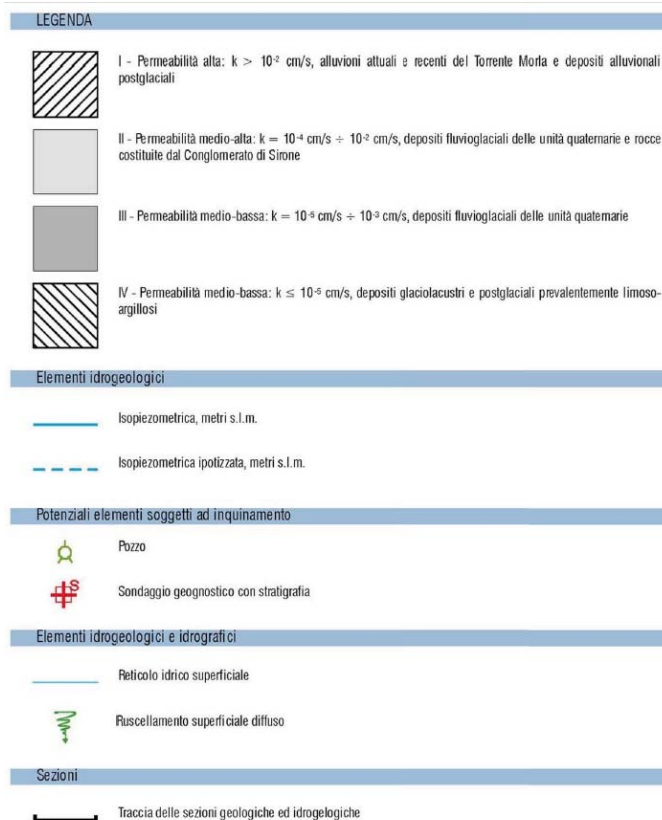 LEGENDA
I - Permeabilità alta: k > 10⁻² cm/s, alluvioni attuali e recenti del Torrente Morla e depositi alluvionali
postglaciali
II - Permeabilità medio-alta: k = 10⁻⁴ cm/s ÷ 10⁻² cm/s, depositi fluvioglaciali delle unità quaternarie e rocce
costituite dal Conglomerato di Sirone
III - Permeabilità medio-bassa: k = 10⁻⁶ cm/s ÷ 10⁻³ cm/s, depositi fluvioglaciali delle unità quaternarie
IV - Permeabilità medio-bassa: k ≤ 10⁻⁶ cm/s, depositi glaciolacustri e postglaciali prevalentemente limoso-
argillosi
Elementi idrogeologici
Isopiezometrica, metri s.l.m.
Isopiezometrica ipotizzata, metri s.l.m.
Potenziali elementi soggetti ad inquinamento
Pozzo
S
Sondaggio geognostico con stratigrafia
Elementi idrogeologici e idrografici
Reticolo idrico superficiale
Ruscellamento superficiale diffuso
Sezioni
Traccia delle sezioni geologiche ed idrogelogiche